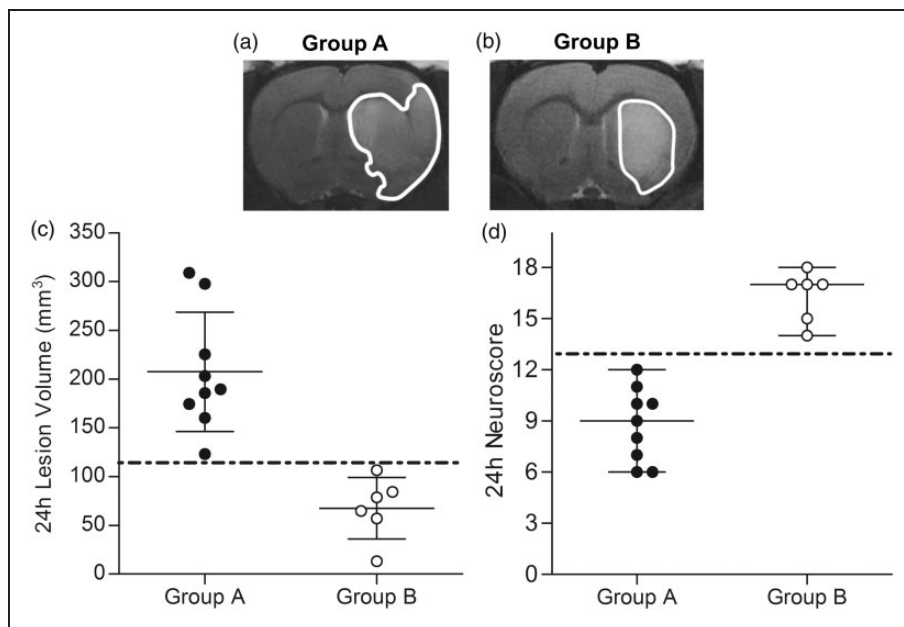 (a) Group A
(b) Group B
(c)
24h Lesion Volume (mm³)
350
300
250
200
150
100
50
0
Group A Group B
(d)
24h Neuroscore
18
15
12
9
6
3
0
Group A Group B